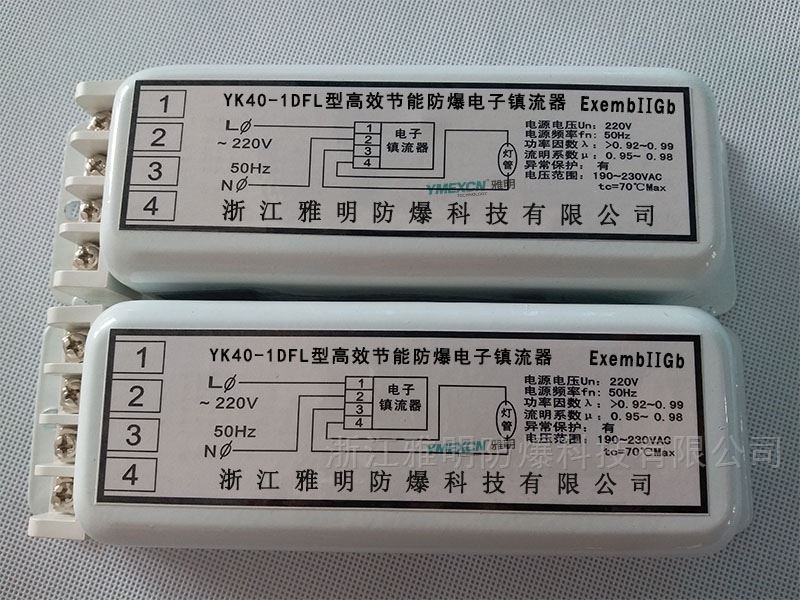 1
2
3
4
YK40-1DFL型高效节能防爆电子镇流器 ExembIIGb
LØ
~220V
50Hz
NØ
1
2
3
4
电子
镇流器
灯管
YMEXCN 雅明
TECHNOLOGY
电源电压Un: 220V
电源频率fn: 50Hz
功率因数λ: >0.92~0.99
流明系数μ: 0.95~ 0.98
异常保护: 有
电压范围: 190~230VAC
tc=70℃Max
浙江雅明防爆科技有限公司
1
2
3
4
YK40-1DFL型高效节能防爆电子镇流器 ExembIIGb
LØ
~220V
50Hz
NØ
1
2
3
4
电子
镇流器
灯管
YMEXCN 雅明
电源电压Un: 220V
电源频率fn: 50Hz
功率因数λ: >0.92~0.99
流明系数μ: 0.95~ 0.98
异常保护: 有
电压范围: 190~230VAC
tc=70℃Max
浙江雅明防爆科技有限公司
浙江雅明防爆科技有限公司